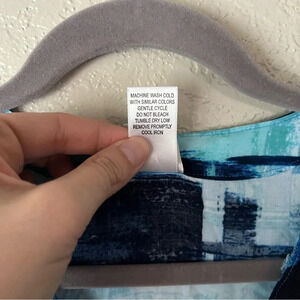 MACHINE WASH COLD
WITH SIMILAR COLORS
GENTLE CYCLE
DO NOT BLEACH
TUMBLE DRY LOW
REMOVE PROMPTLY
COOL IRON